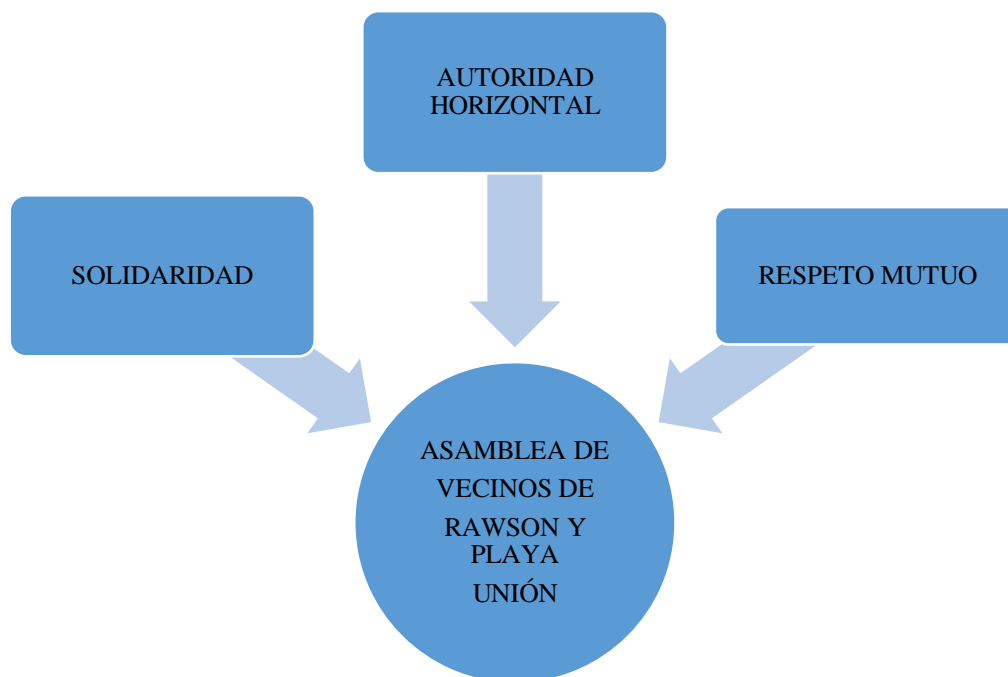 AUTORIDAD
HORIZONTAL
SOLIDARIDAD
RESPETO MUTUO
ASAMBLEA DE
VECINOS DE
RAWSON Y
PLAYA
UNIÓN